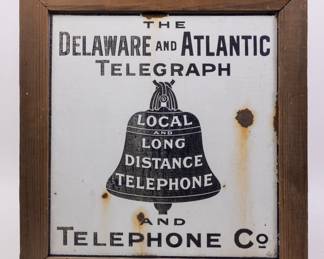 THE
DELAWARE AND ATLANTIC
TELEGRAPH
LOCAL
AND
LONG
DISTANCE
TELEPHONE
AND
TELEPHONE Co